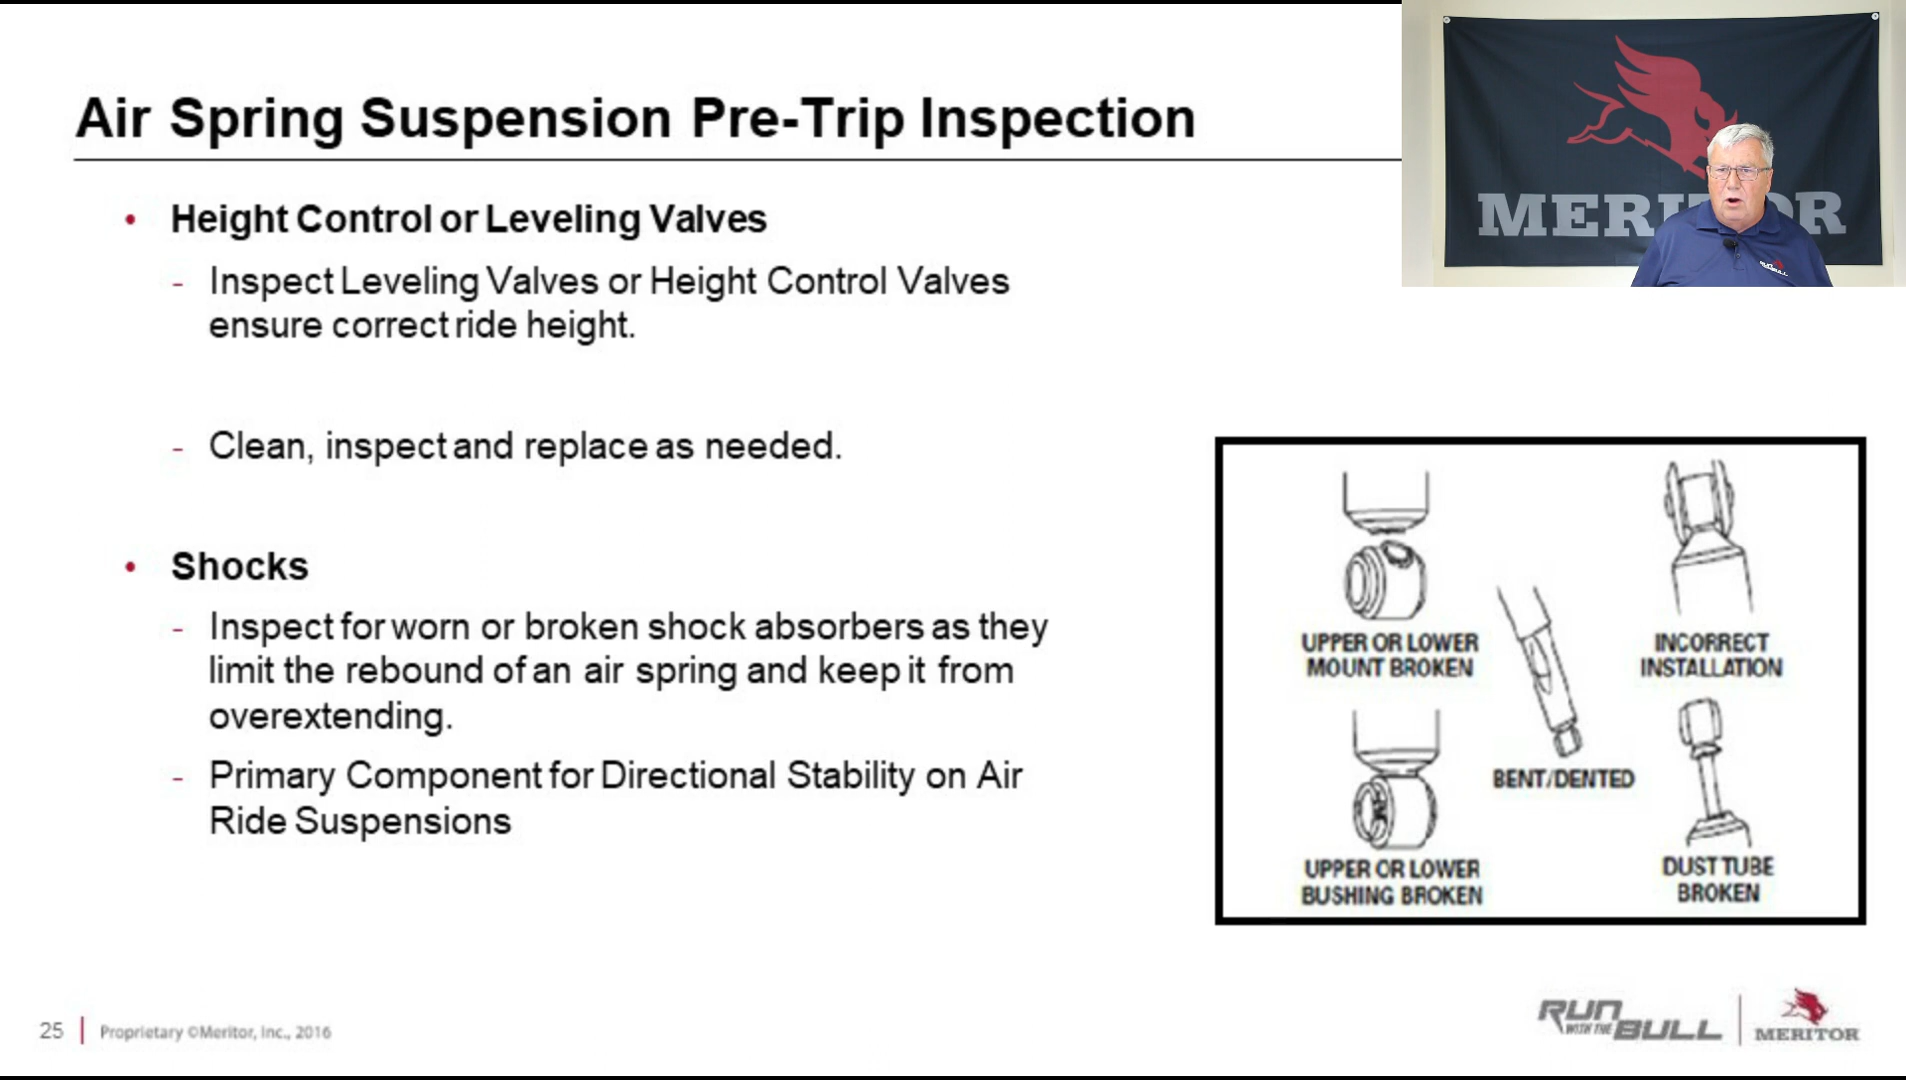 Air Spring Suspension Pre-Trip Inspection
• Height Control or Leveling Valves
- Inspect Leveling Valves or Height Control Valves
ensure correct ride height.
- Clean, inspect and replace as needed.
• Shocks
- Inspect for worn or broken shock absorbers as they
limit the rebound of an air spring and keep it from
overextending.
- Primary Component for Directional Stability on Air
Ride Suspensions
MERITOR
UPPER OR LOWER
MOUNT BROKEN
INCORRECT
INSTALLATION
BENT/DENTED
UPPER OR LOWER
BUSHING BROKEN
DUST TUBE
BROKEN
25
Proprietary ©Meritor, Inc., 2016
RUN
WITH THE BULL
MERITOR